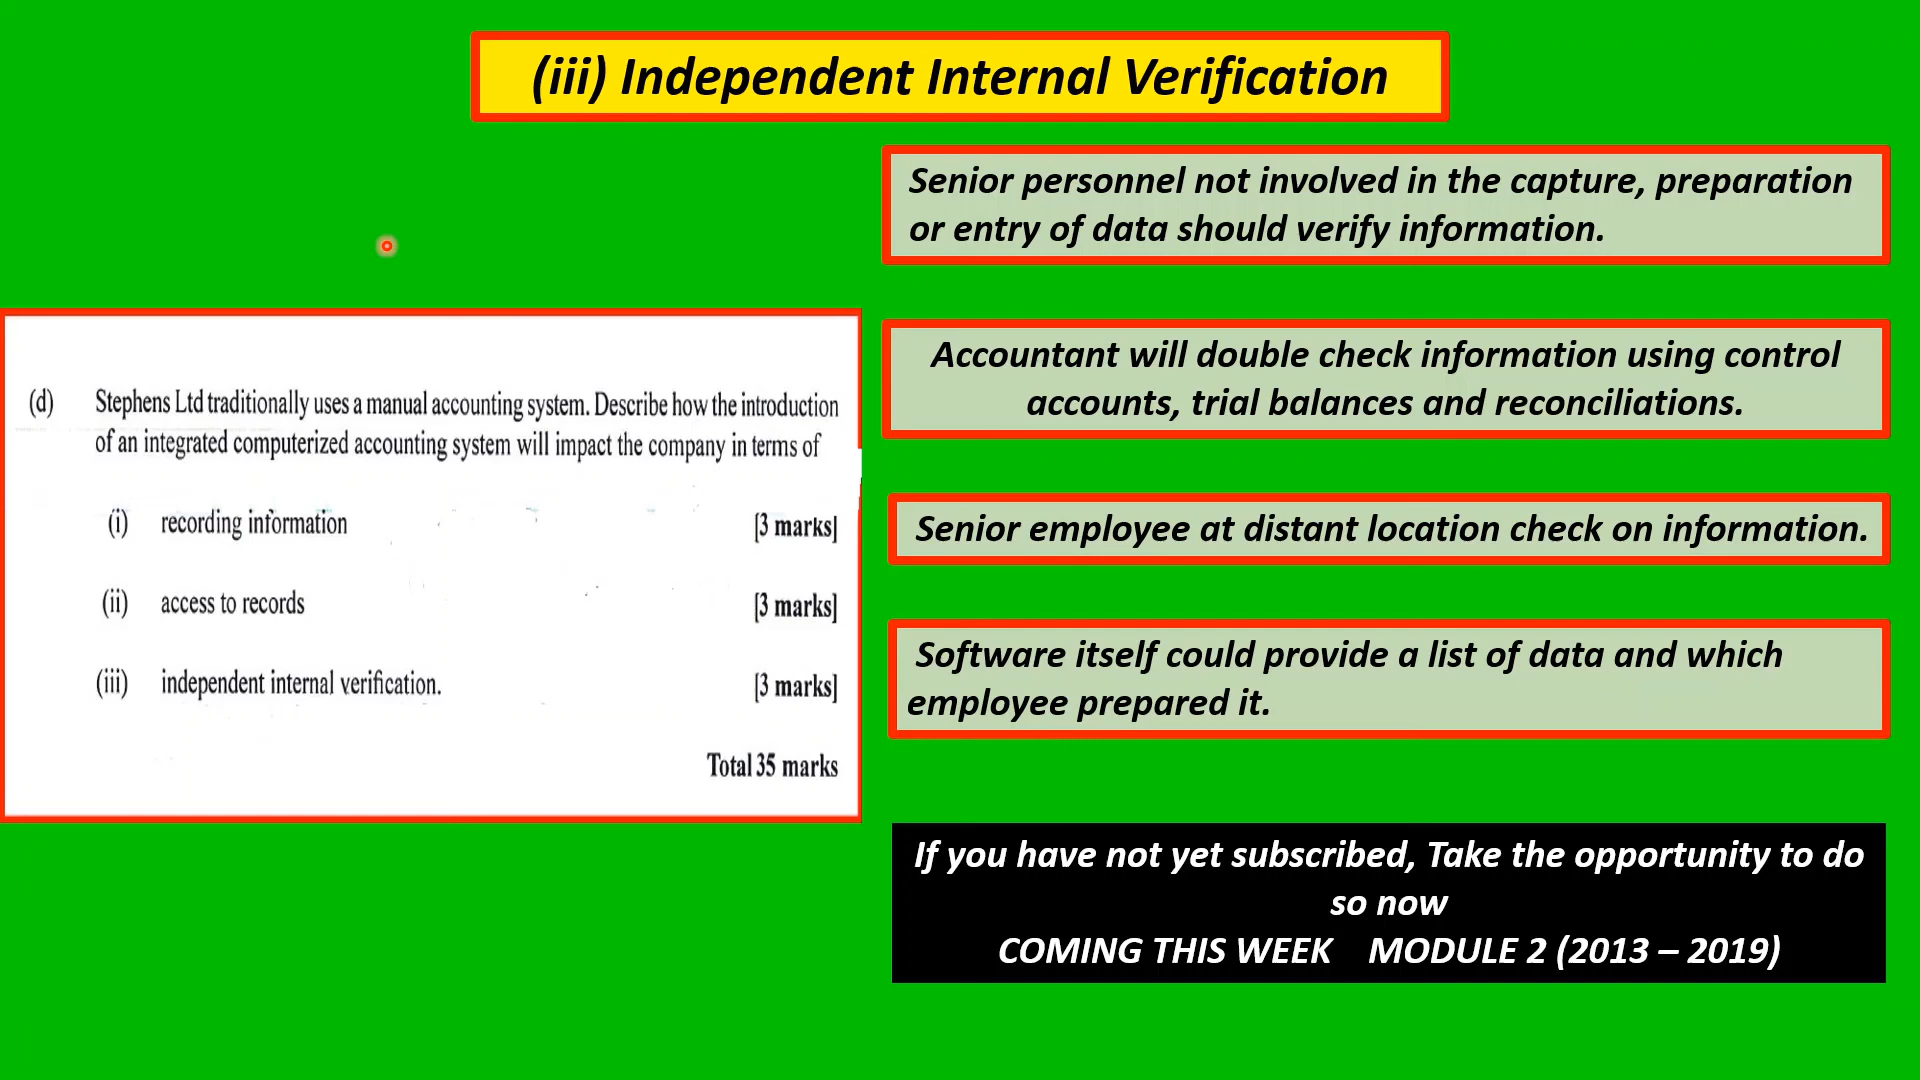 (iii) Independent Internal Verification
Senior personnel not involved in the capture, preparation
or entry of data should verify information.
Accountant will double check information using control
accounts, trial balances and reconciliations.
Senior employee at distant location check on information.
Software itself could provide a list of data and which
employee prepared it.
(d) Stephens Ltd traditionally uses a manual accounting system. Describe how the introduction
of an integrated computerized accounting system will impact the company in terms of
(i) recording information [3 marks]
(ii) access to records [3 marks]
(iii) independent internal verification. [3 marks]
Total 35 marks
If you have not yet subscribed, Take the opportunity to do
so now
COMING THIS WEEK MODULE 2 (2013 – 2019)